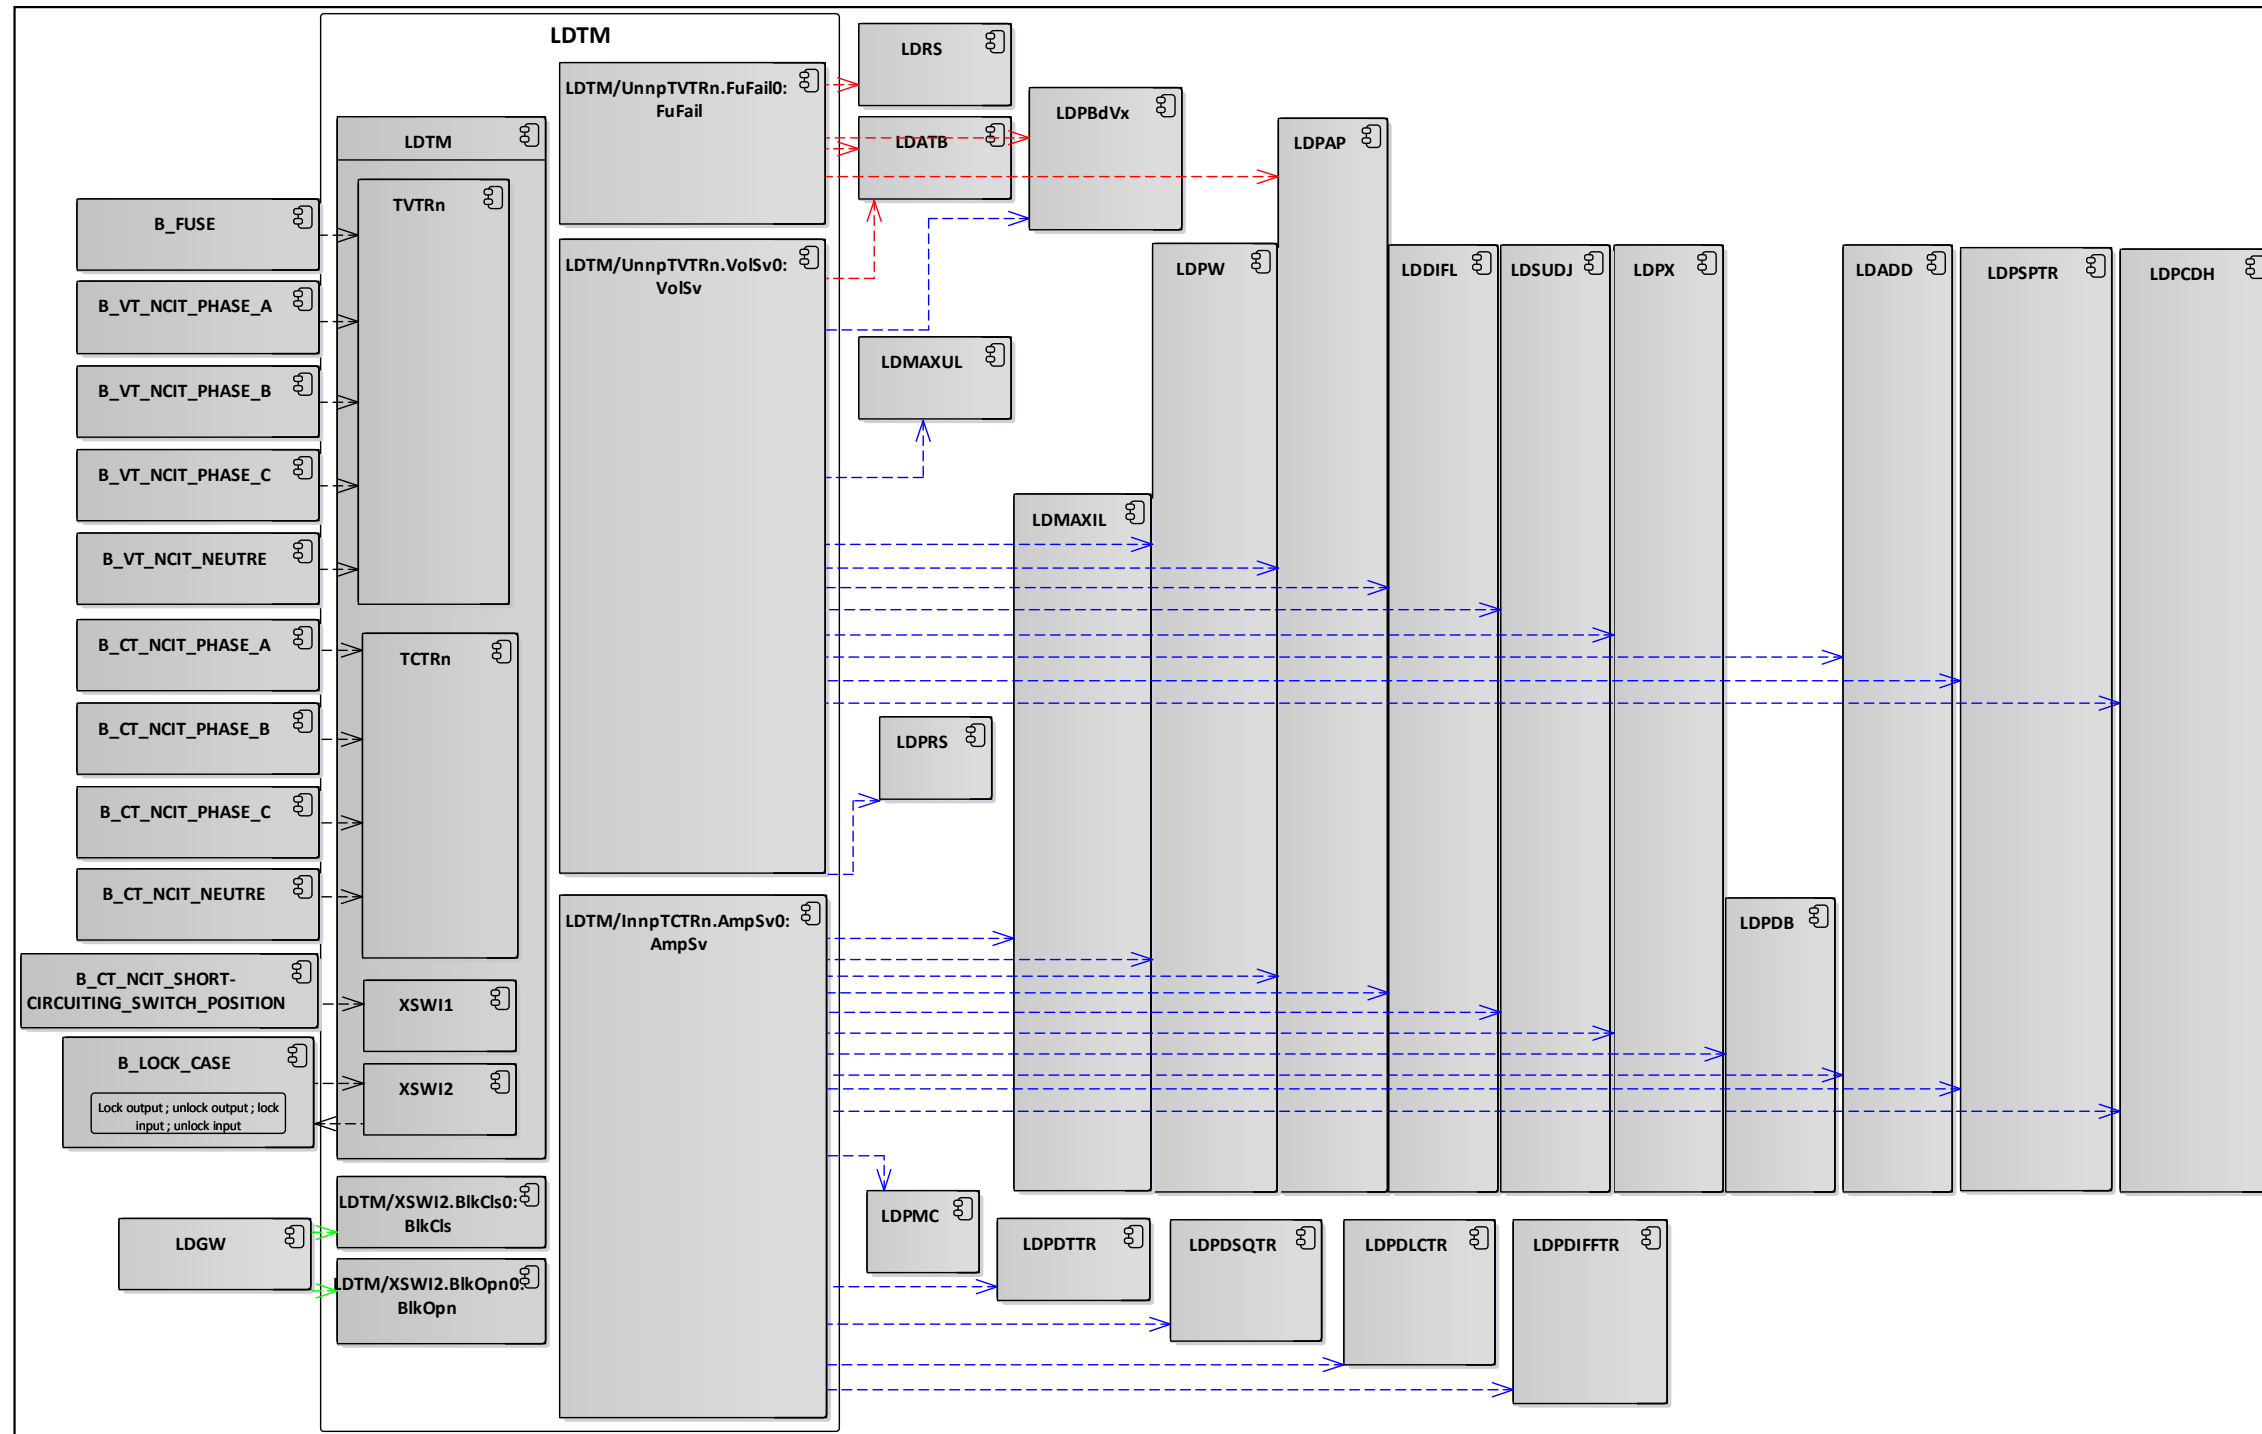 LDTM
LDTM/UnnpTVTRn.FuFail0:
FuFail
LDRS
LDATB
LDPBdVx
LDPAP
LDTM
TVTRn
B_FUSE
B_VT_NCIT_PHASE_A
B_VT_NCIT_PHASE_B
B_VT_NCIT_PHASE_C
B_VT_NCIT_NEUTRE
LDTM/UnnpTVTRn.VolSv0:
VolSv
LDMAXUL
LDMAXIL
LDPW
LDDIFL
LDSUDJ
LDPX
LDADD
LDPSPTR
LDPCDH
B_CT_NCIT_PHASE_A
B_CT_NCIT_PHASE_B
B_CT_NCIT_PHASE_C
B_CT_NCIT_NEUTRE
TCTRn
LDPRS
LDTM/InnpTCTRn.AmpSv0:
AmpSv
LDPDB
B_CT_NCIT_SHORT-
CIRCUITING_SWITCH_POSITION
XSWI1
B_LOCK_CASE
Lock output ; unlock output ; lock
input ; unlock input
XSWI2
LDTM/XSWI2.BlkCls0:
BlkCls
LDGW
LDTM/XSWI2.BlkOpn0:
BlkOpn
LDPMC
LDPDTTR
LDPDSQTR
LDPDLCTR
LDPDIFFTR